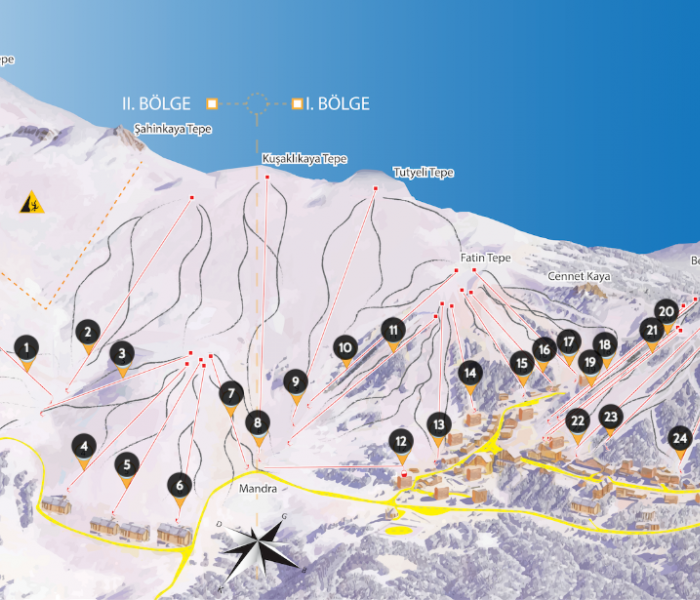 epe
II. BÖLGE
I. BÖLGE
Şahinkaya Tepe
Kuşaklıkaya Tepe
Tutyeli Tepe
Fatin Tepe
Cennet Kaya
Be
1
2
3
4
5
6
7
8
9
10
11
12
13
14
15
16
17
18
19
20
21
22
23
24
Mandra
D
G
K